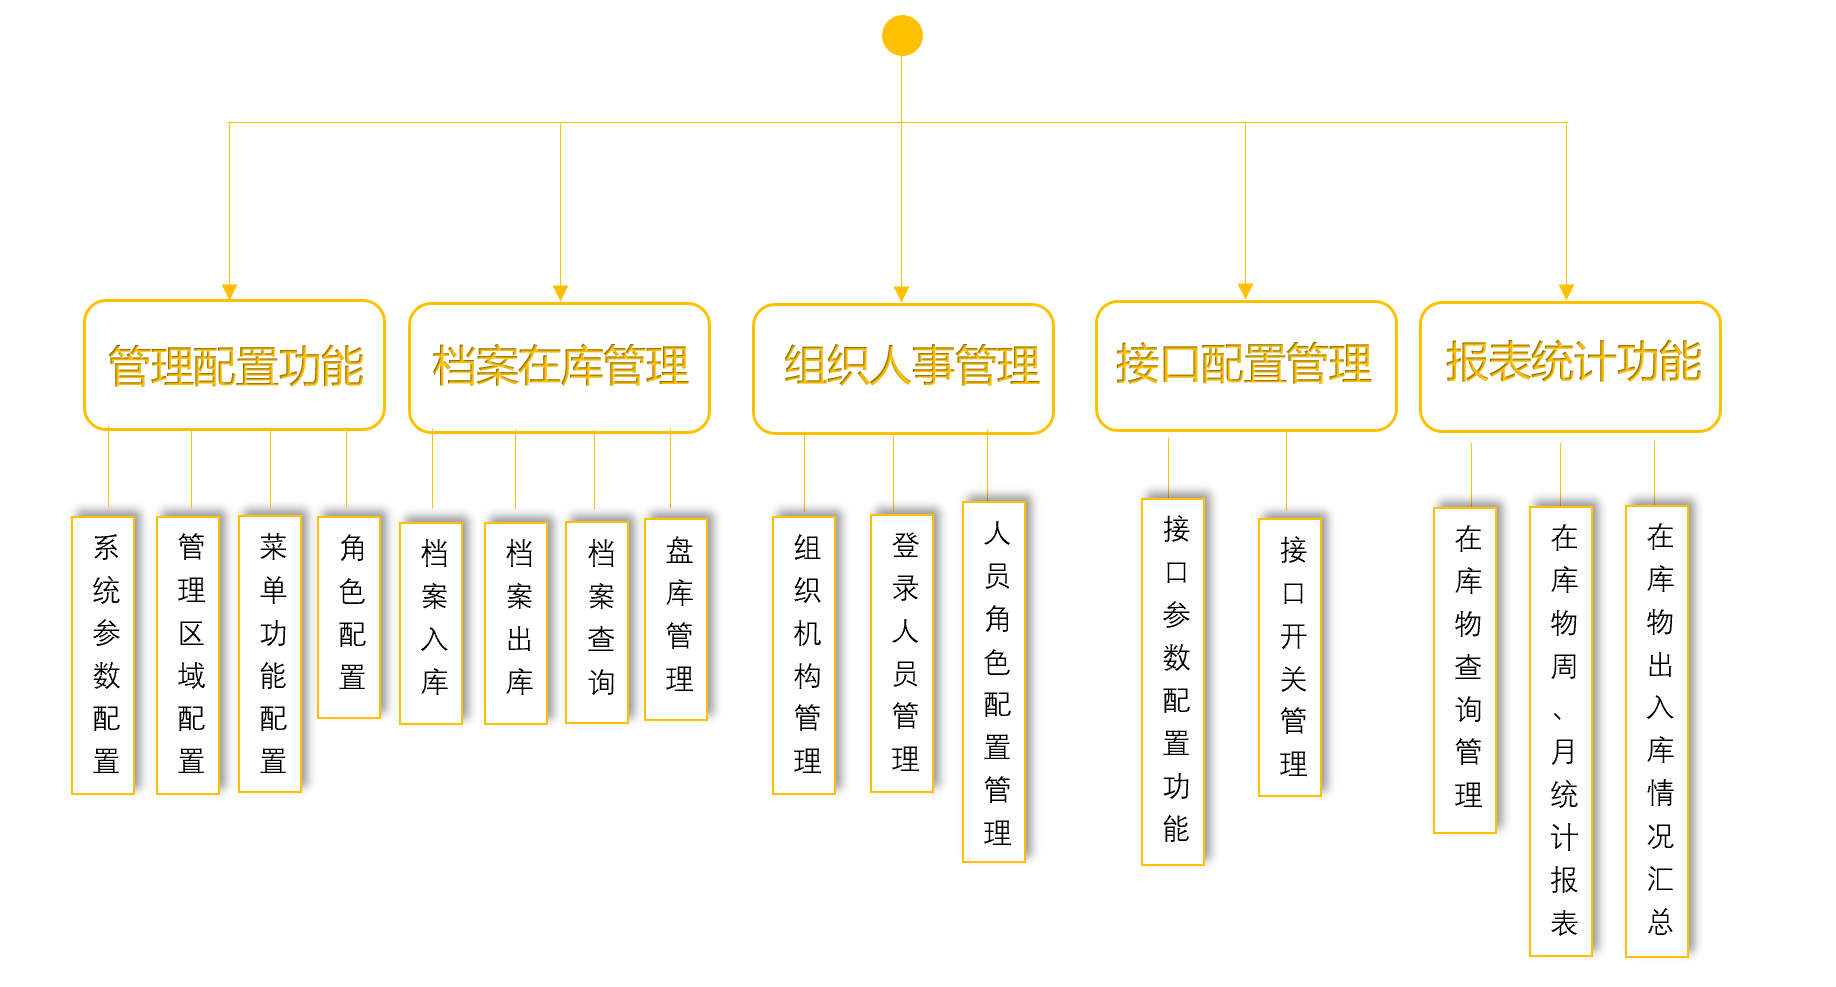 管理配置功能
档案在库管理
组织人事管理
接口配置管理
报表统计功能
系统参数配置
管理区域配置
菜单功能配置
角色配置
档案入库
档案出库
档案查询
盘库管理
组织机构管理
登录人员管理
人员角色配置管理
接口参数配置功能
接口开关管理
在库物查询管理
在库物周、月统计报表
在库物出入库情况汇总